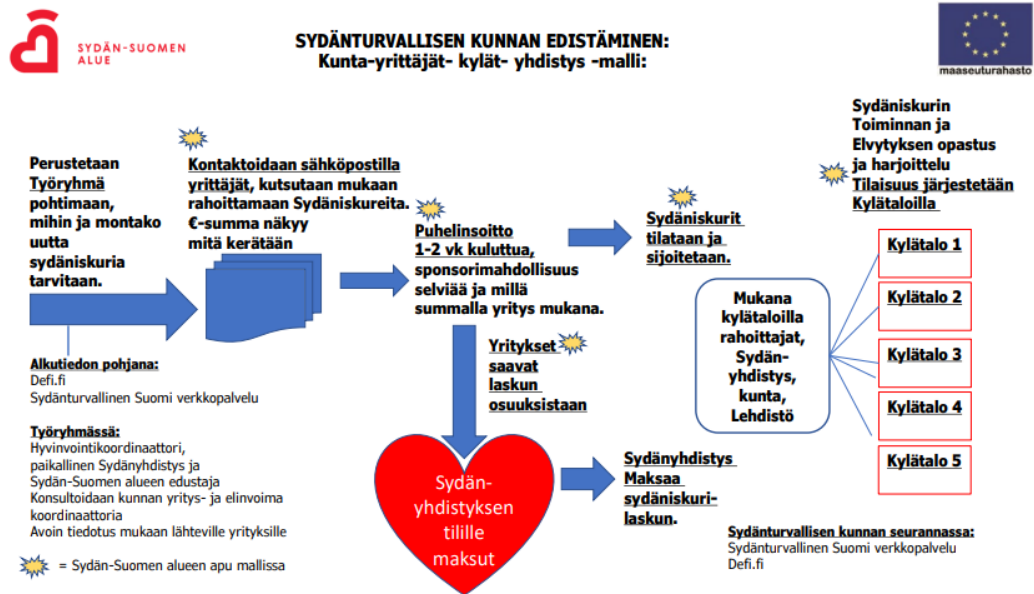 SYDÄN-SUOMEN
ALUE
SYDÄNTURVALLISEN KUNNAN EDISTÄMINEN:
Kunta-yrittäjät- kylät- yhdistys -malli:
maaseuturahasto
Perustetaan
Työryhmä
pohtimaan,
mihin ja montako
uutta
sydäniskuria
tarvitaan.
Kontaktoidaan sähköpostilla
yrittäjät, kutsutaan mukaan
rahoittamaan Sydäniskureita.
€-summa näkyy
mitä kerätään
Puhelinsoitto
1-2 vk kuluttua,
sponsorimahdollisuus
selviää ja millä
summalla yritys mukana.
Sydäniskurit
tilataan ja
sijoitetaan.
Sydäniskurin
Toiminnan ja
Elvytyksen opastus
ja harjoittelu
Tilaisuus järjestetään
Kylätaloilla
Mukana
kylätaloilla
rahoittajat,
Sydän-
yhdistys,
kunta,
Lehdistö
Kylätalo 1
Kylätalo 2
Kylätalo 3
Kylätalo 4
Kylätalo 5
Alkutiedon pohjana:
Defi.fi
Sydänturvallinen Suomi verkkopalvelu
Työryhmässä:
Hyvinvointikoordinaattori,
paikallinen Sydänyhdistys ja
Sydän-Suomen alueen edustaja
Konsultoidaan kunnan yritys- ja elinvoima
koordinaattoria
Avoin tiedotus mukaan lähteville yrityksille
= Sydän-Suomen alueen apu mallissa
Yritykset
saavat
laskun
osuuksistaan
Sydän-
yhdistyksen
tilille
maksut
Sydänyhdistys
Maksaa
sydäniskuri-
laskun.
Sydänturvallisen kunnan seurannassa:
Sydänturvallinen Suomi verkkopalvelu
Defi.fi